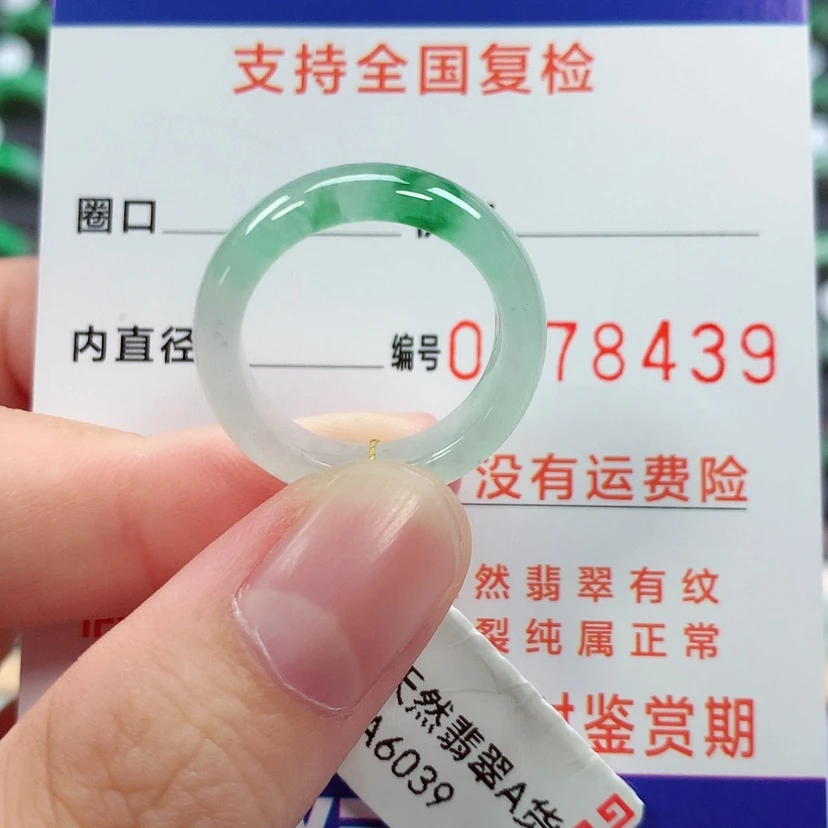 支持全国复检
圈口
内直径
编号0 78439
没有运费险
然翡翠有纹
裂纯属正常
鉴赏期
天然翡翠A货
A6039